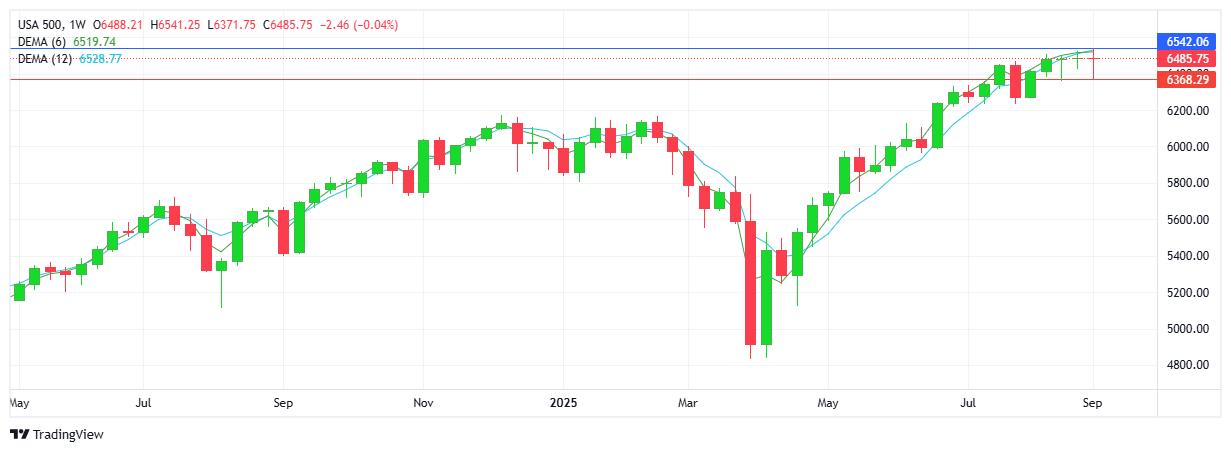 USA 500, 1W O6488.21 H6541.25 L6371.75 C6485.75 −2.46 (−0.04%)
DEMA (6) 6519.74
DEMA (12) 6528.77
6542.06
6485.75
6368.29
6200.00
6000.00
5800.00
5600.00
5400.00
5200.00
5000.00
4800.00
May Jul Sep Nov 2025 Mar May Jul Sep
TradingView